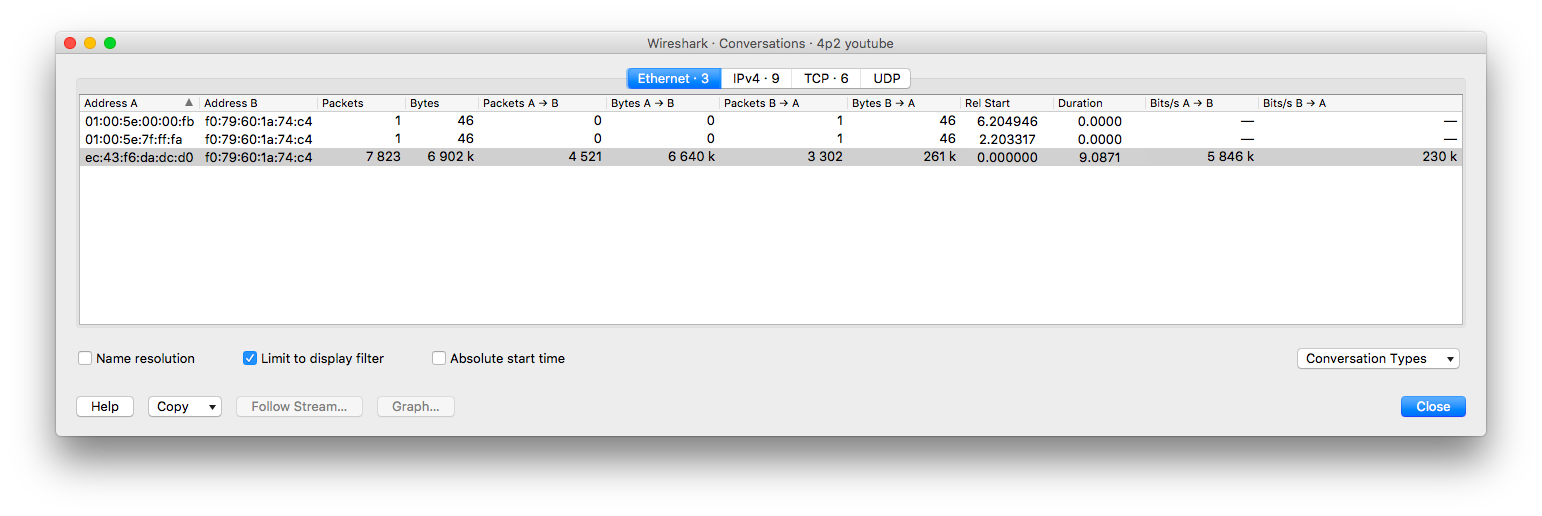 Wireshark · Conversations · 4p2 youtube
Ethernet · 3 IPv4 · 9 TCP · 6 UDP
Address A Address B Packets Bytes Packets A → B Bytes A → B Packets B → A Bytes B → A Rel Start Duration Bits/s A → B Bits/s B → A
01:00:5e:00:00:fb f0:79:60:1a:74:c4 1 46 0 0 1 46 6.204946 0.0000 — —
01:00:5e:7f:ff:fa f0:79:60:1a:74:c4 1 46 0 0 1 46 2.203317 0.0000 — —
ec:43:f6:da:dc:d0 f0:79:60:1a:74:c4 7 823 6 902 k 4 521 6 640 k 3 302 261 k 0.000000 9.0871 5 846 k 230 k
Name resolution Limit to display filter Absolute start time Conversation Types
Help Copy Follow Stream... Graph... Close